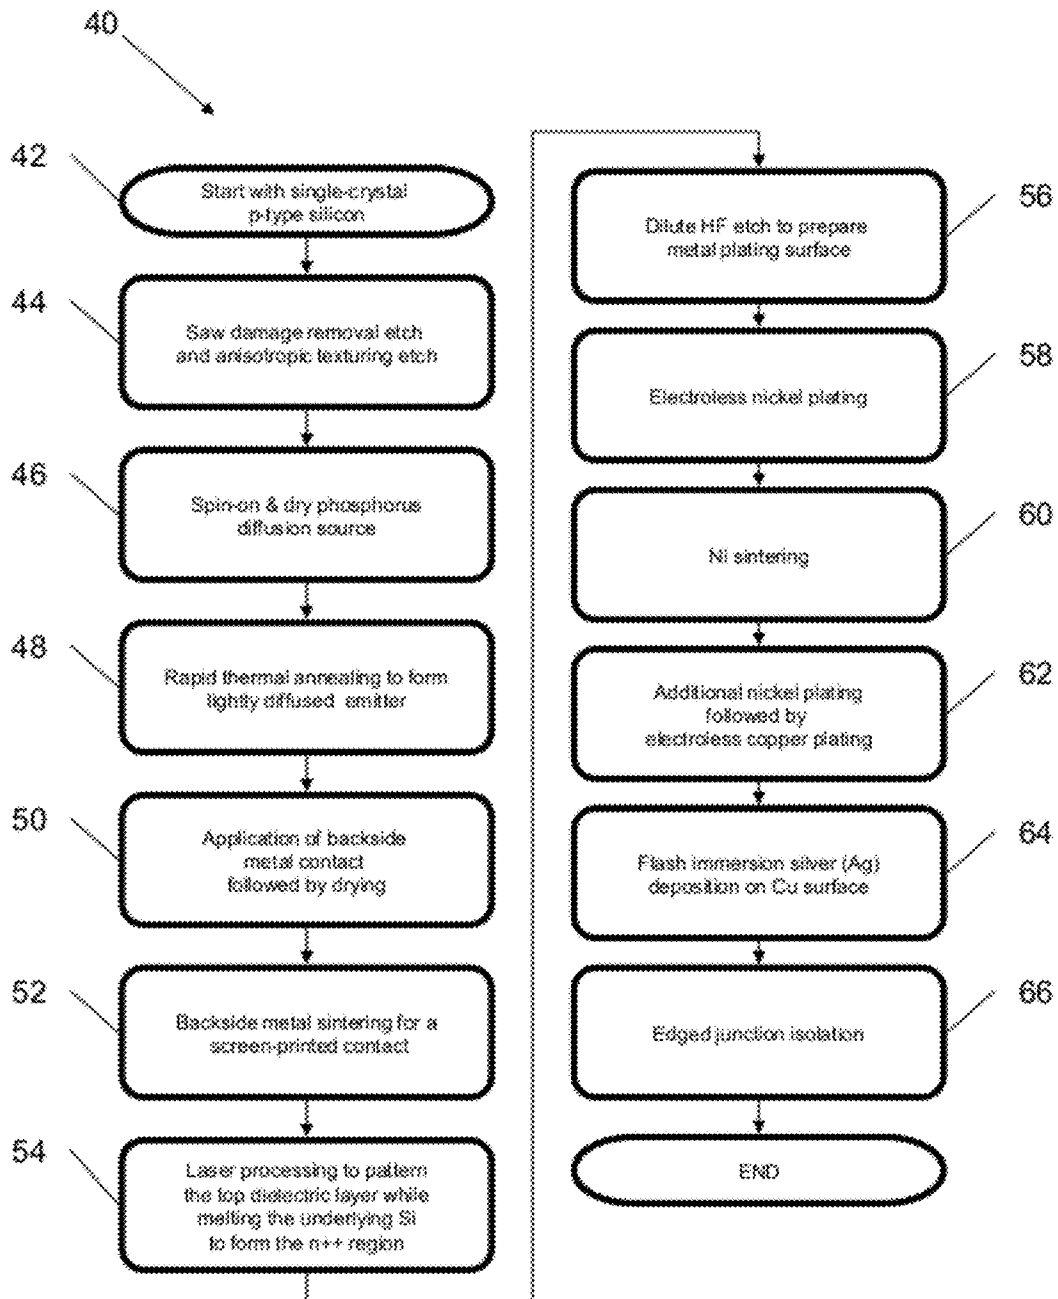 40
42
Start with single-crystal
p-type silicon
44
Saw damage removal etch
and anisotropic texturing etch
46
Spin-on & dry phosphorus
diffusion source
48
Rapid thermal annealing to form
lightly diffused emitter
50
Application of backside
metal contact
followed by drying
52
Backside metal sintering for a
screen-printed contact
54
Laser processing to pattern
the top dielectric layer while
melting the underlying Si
to form the n++ region
56
Dilute HF etch to prepare
metal plating surface
58
Electroless nickel plating
60
Ni sintering
62
Additional nickel plating
followed by
electroless copper plating
64
Flash immersion silver (Ag)
deposition on Cu surface
66
Edged junction isolation
END